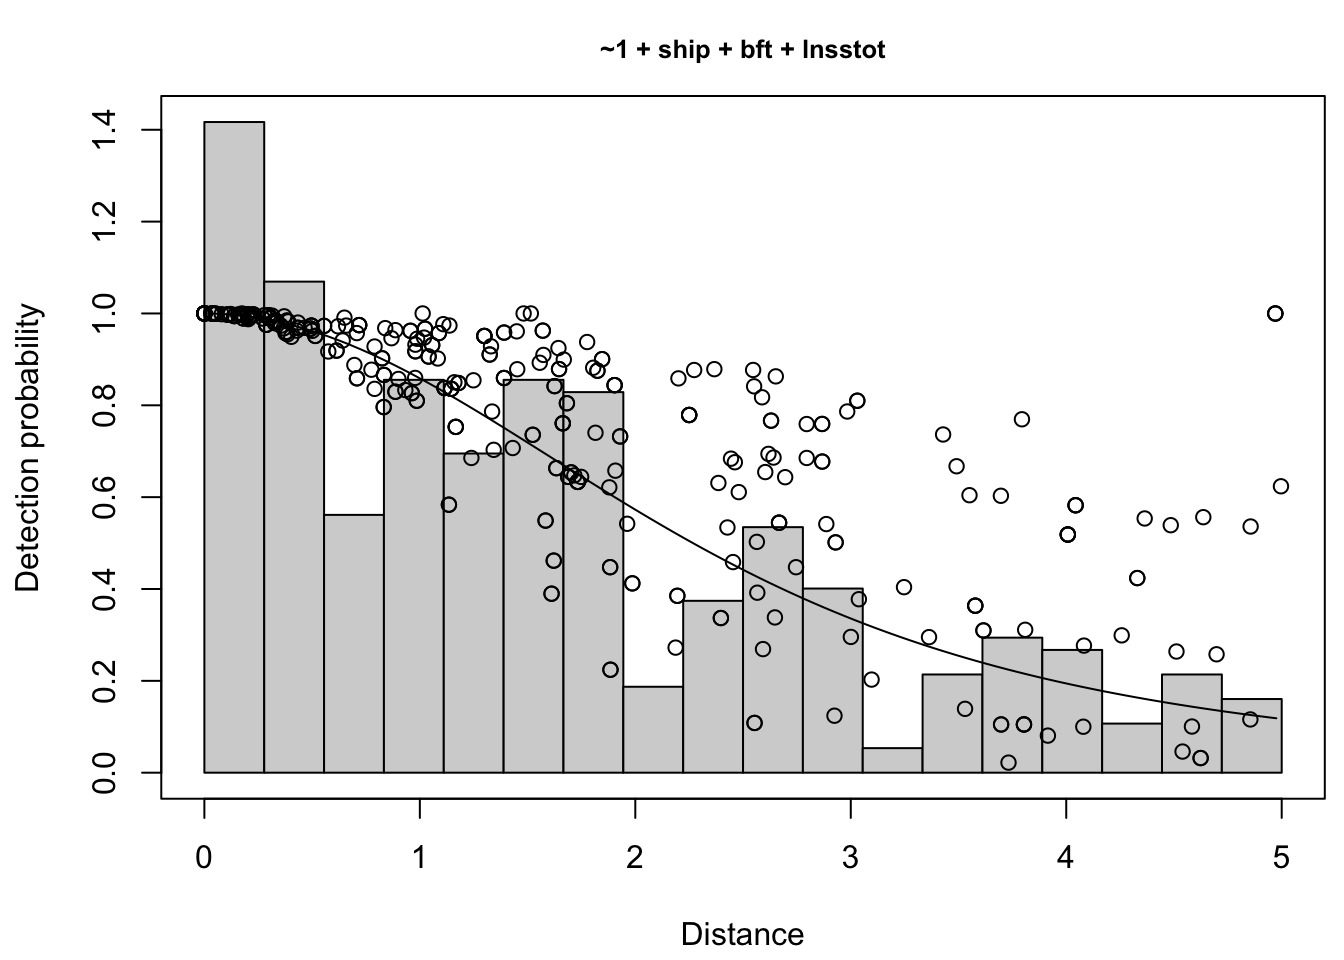 ~1 + ship + bft + lnsstot
Detection probability
1.4
1.2
1.0
0.8
0.6
0.4
0.2
0.0
0 1 2 3 4 5
Distance